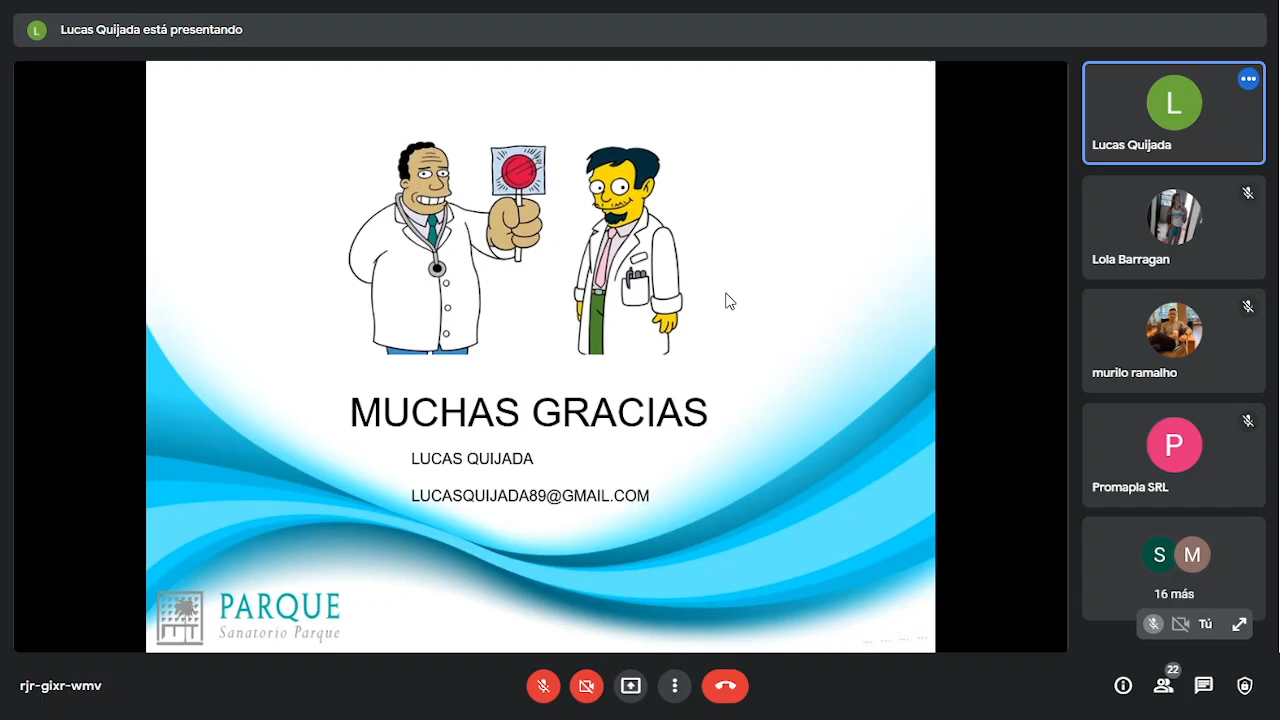 L
Lucas Quijada está presentando
MUCHAS GRACIAS
LUCAS QUIJADA
LUCASQUIJADA89@GMAIL.COM
PARQUE
Sanatorio Parque
L
Lucas Quijada
Lola Barragan
murilo ramalho
P
Promapla SRL
S M
16 más
Tú
rjr-gixr-wmv
22